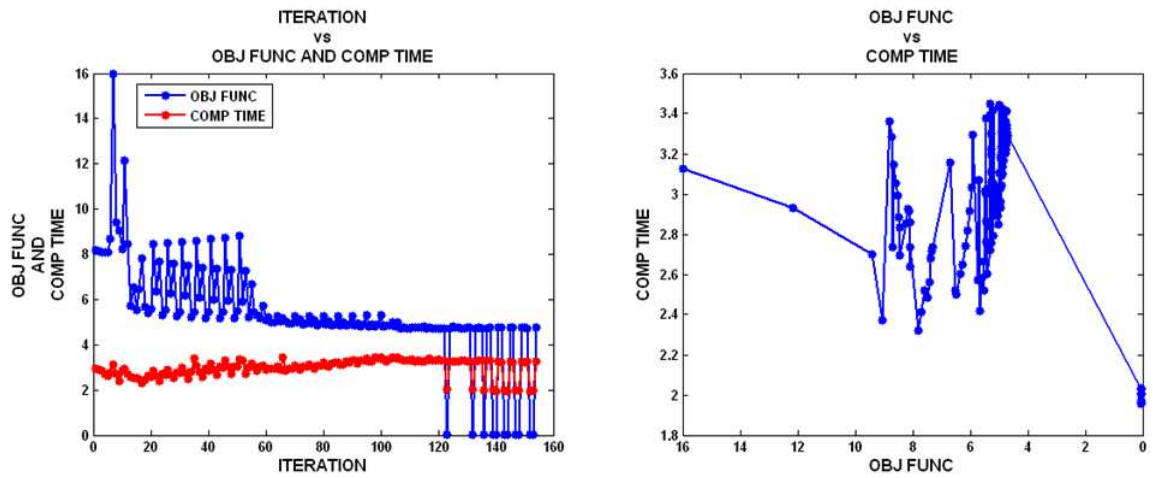 ITERATION
vs
OBJ FUNC AND COMP TIME
OBJ FUNC
AND
COMP TIME
16
14
12
10
8
6
4
2
0
OBJ FUNC
COMP TIME
0 20 40 60 80 100 120 140 160
ITERATION
OBJ FUNC
vs
COMP TIME
COMP TIME
3.6
3.4
3.2
3
2.8
2.6
2.4
2.2
2
1.8
16 14 12 10 8 6 4 2 0
OBJ FUNC